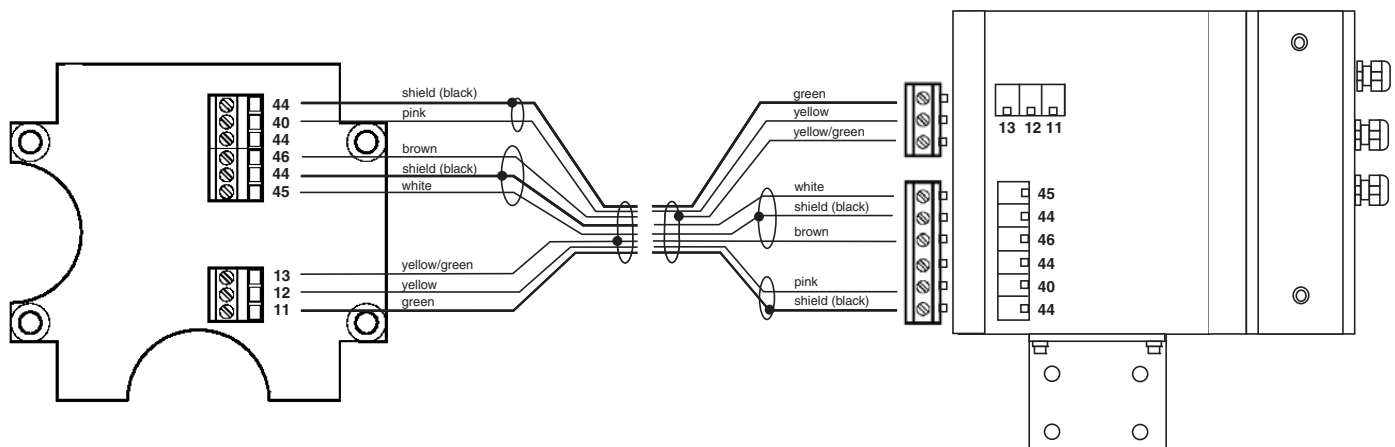 44
40
44
46
44
45
13
12
11
shield (black)
pink
brown
shield (black)
white
yellow/green
yellow
green
green
yellow
yellow/green
white
shield (black)
brown
pink
shield (black)
13 12 11
45
44
46
44
40
44